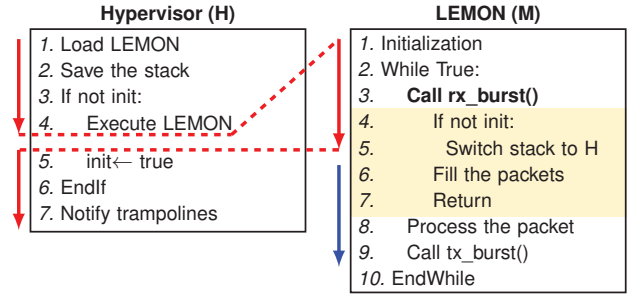 Hypervisor (H)
1. Load LEMON
2. Save the stack
3. If not init:
4. Execute LEMON
5. init← true
6. EndIf
7. Notify trampolines
LEMON (M)
1. Initialization
2. While True:
3. Call rx_burst()
4. If not init:
5. Switch stack to H
6. Fill the packets
7. Return
8. Process the packet
9. Call tx_burst()
10. EndWhile